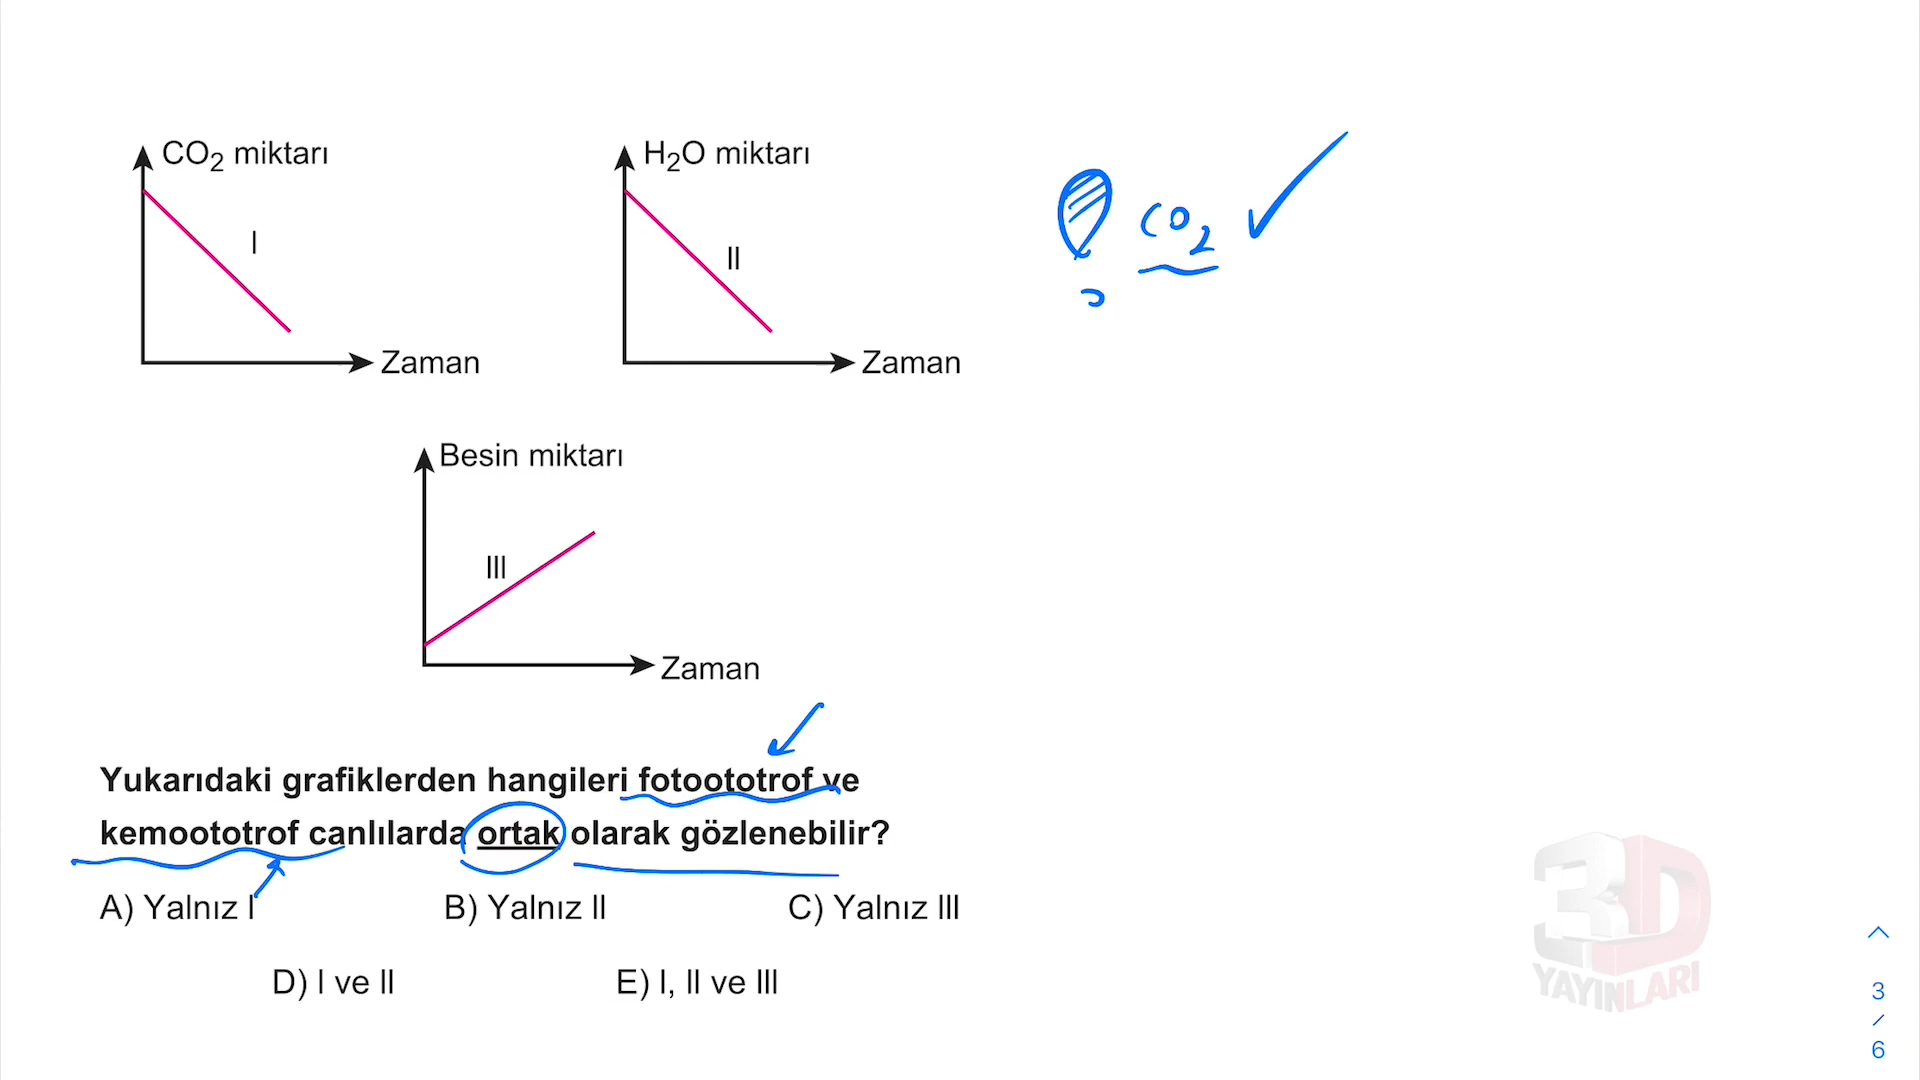 CO₂ miktarı
I
Zaman
H₂O miktarı
II
Zaman
CO₂
Besin miktarı
III
Zaman
Yukarıdaki grafiklerden hangileri fotoototrof ve
kemoototrof canlılarda ortak olarak gözlenebilir?
A) Yalnız I
B) Yalnız II
C) Yalnız III
D) I ve II
E) I, II ve III
3D
YAYINLARI
3
/
6